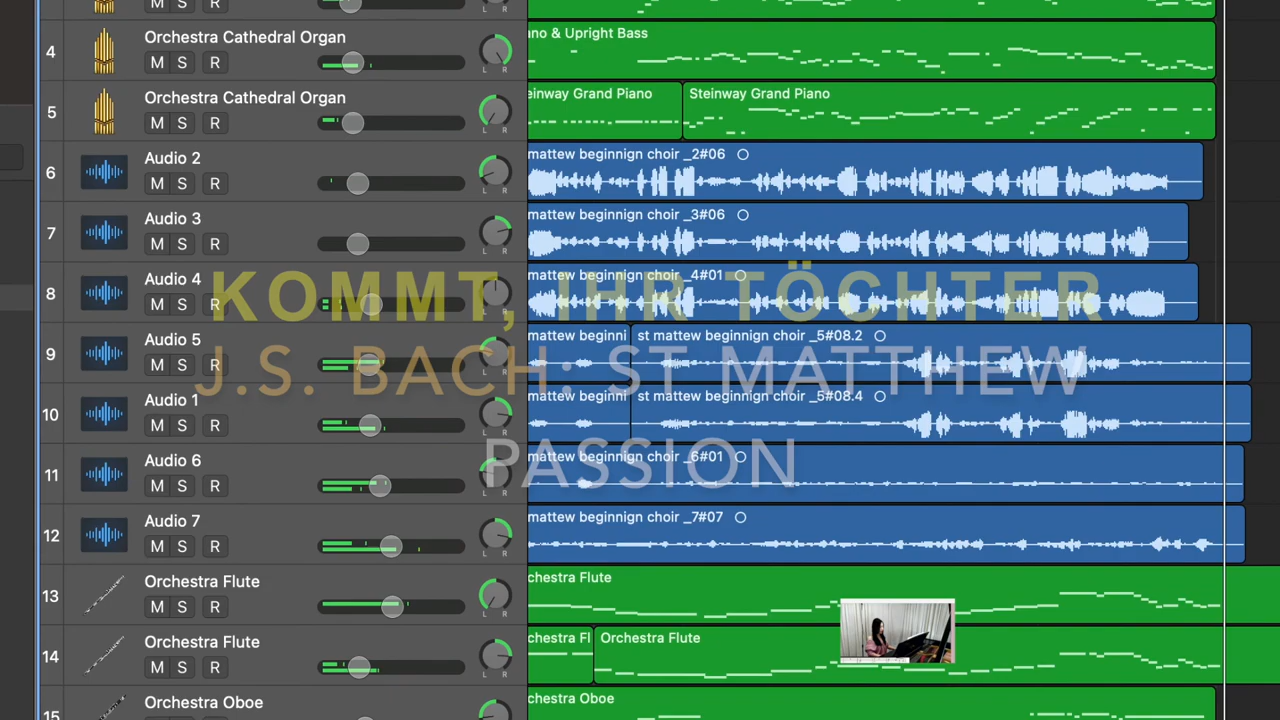 M S R
4
Orchestra Cathedral Organ
no & Upright Bass
M S R
L R
5
Orchestra Cathedral Organ
einway Grand Piano
Steinway Grand Piano
M S R
L R
6
Audio 2
mattew beginnign choir _2#06
M S R
L R
7
Audio 3
mattew beginnign choir _3#06
M S R
L R
8
Audio 4
mattew beginnign choir _4#01
M S R
KOMMT, IHR TÖCHTER
9
Audio 5
mattew beginni
st mattew beginnign choir _5#08.2
M S R
J.S. BACH: ST MATTHEW
10
Audio 1
mattew beginni
st mattew beginnign choir _5#08.4
M S R
L R
11
Audio 6
mattew beginnign choir _6#01
M S R
PASSION
12
Audio 7
mattew beginnign choir _7#07
M S R
L R
13
Orchestra Flute
chestra Flute
M S R
L R
14
Orchestra Flute
chestra Fl
Orchestra Flute
M S R
L R
15
Orchestra Oboe
chestra Oboe